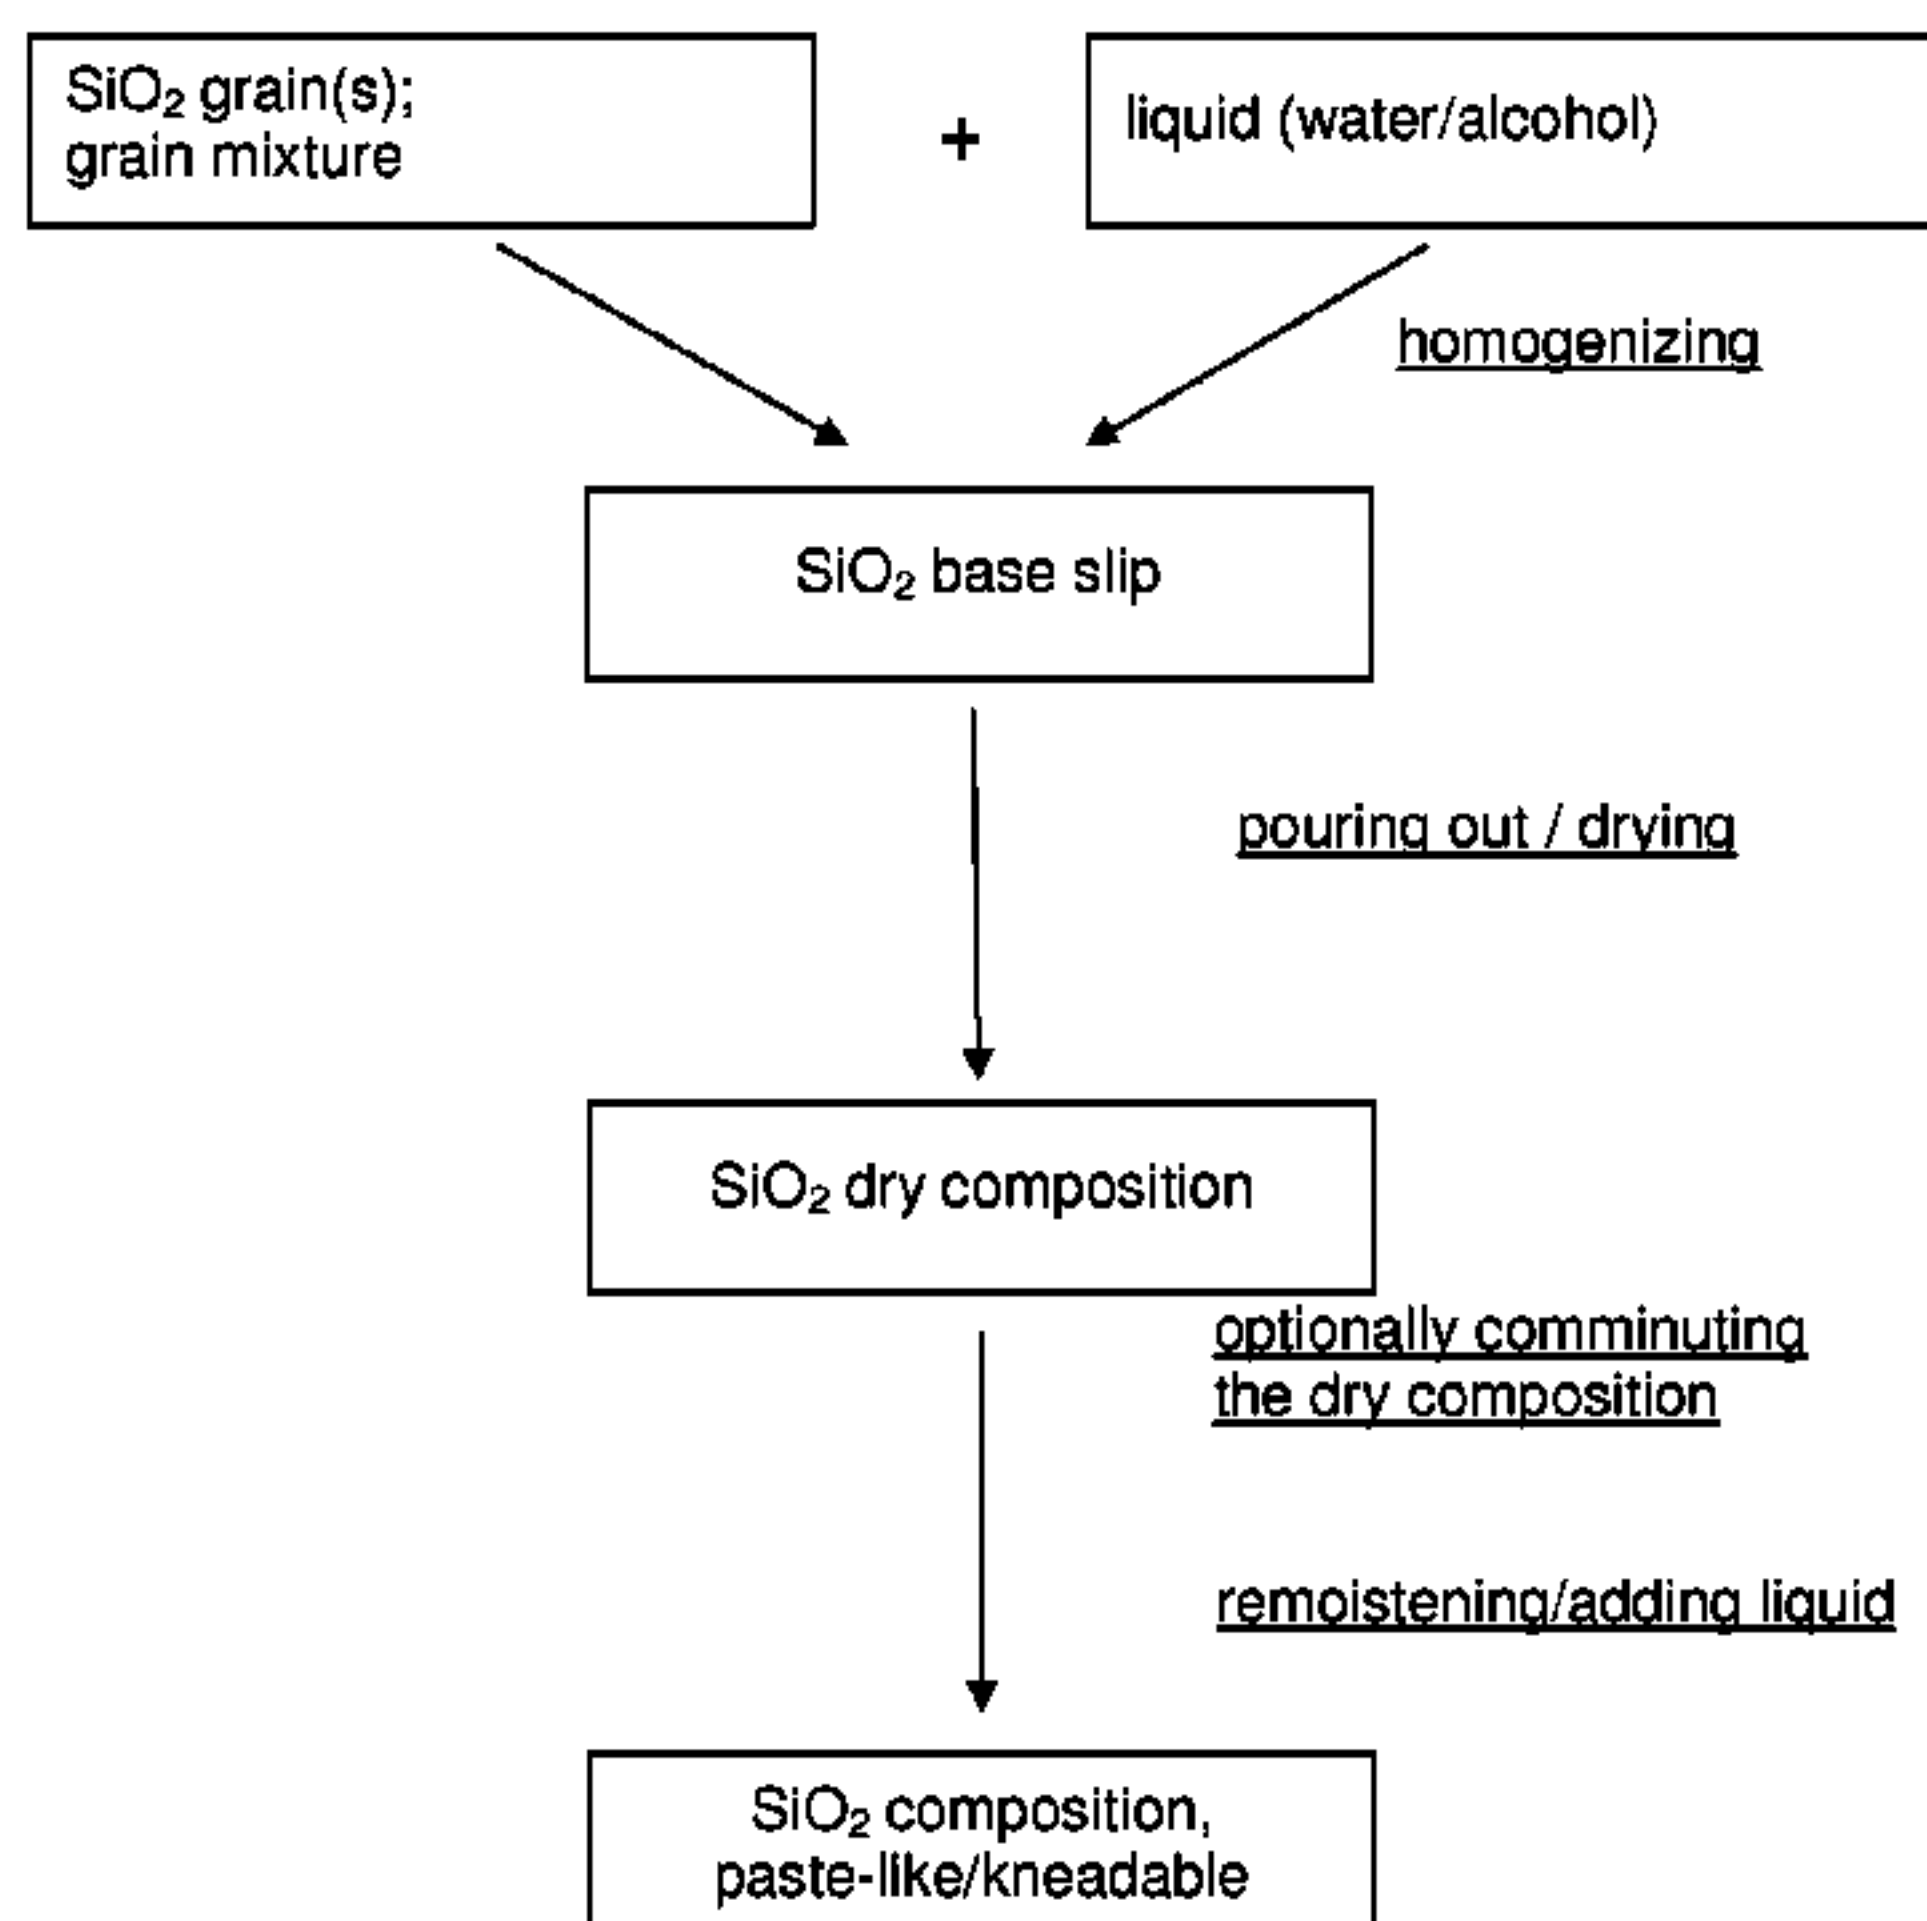 SiO₂ grain(s);
grain mixture
+
liquid (water/alcohol)
homogenizing
SiO₂ base slip
pouring out / drying
SiO₂ dry composition
optionally comminuting
the dry composition
remoistening/adding liquid
SiO₂ composition,
paste-like/kneadable